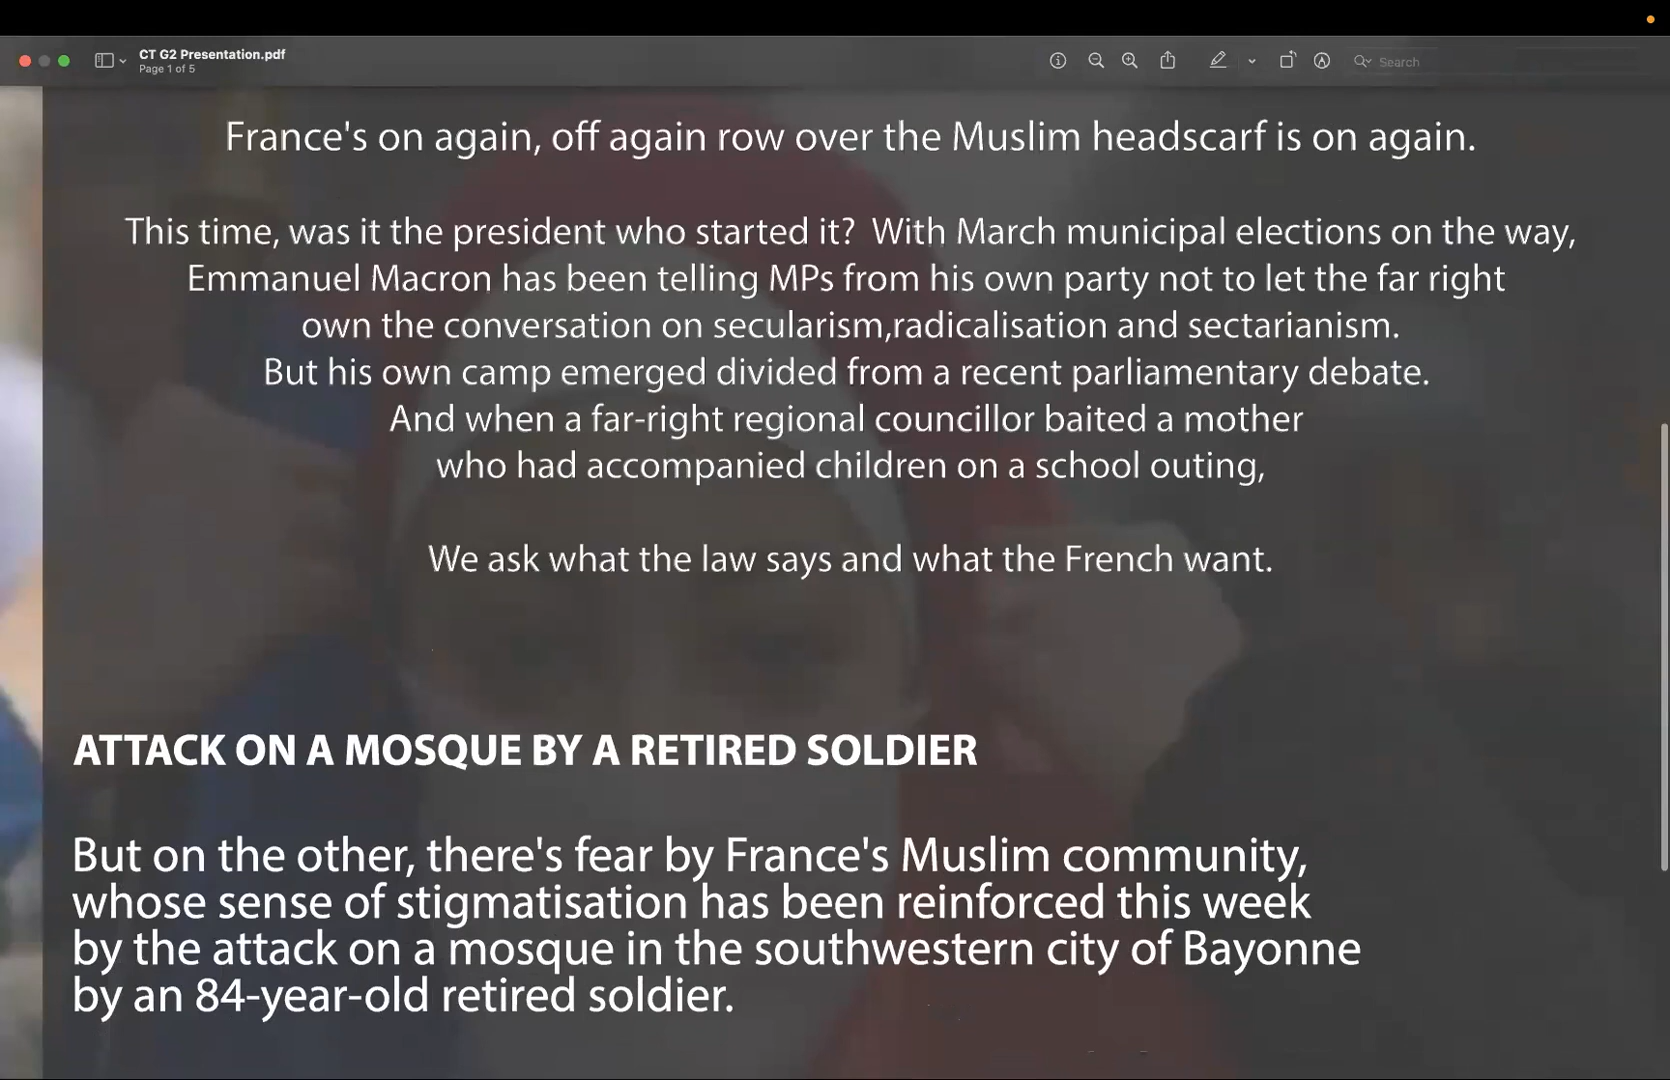 CT G2 Presentation.pdf
Page 1 of 5
Search
France's on again, off again row over the Muslim headscarf is on again.
This time, was it the president who started it? With March municipal elections on the way,
Emmanuel Macron has been telling MPs from his own party not to let the far right
own the conversation on secularism,radicalisation and sectarianism.
But his own camp emerged divided from a recent parliamentary debate.
And when a far-right regional councillor baited a mother
who had accompanied children on a school outing,
We ask what the law says and what the French want.
ATTACK ON A MOSQUE BY A RETIRED SOLDIER
But on the other, there's fear by France's Muslim community,
whose sense of stigmatisation has been reinforced this week
by the attack on a mosque in the southwestern city of Bayonne
by an 84-year-old retired soldier.